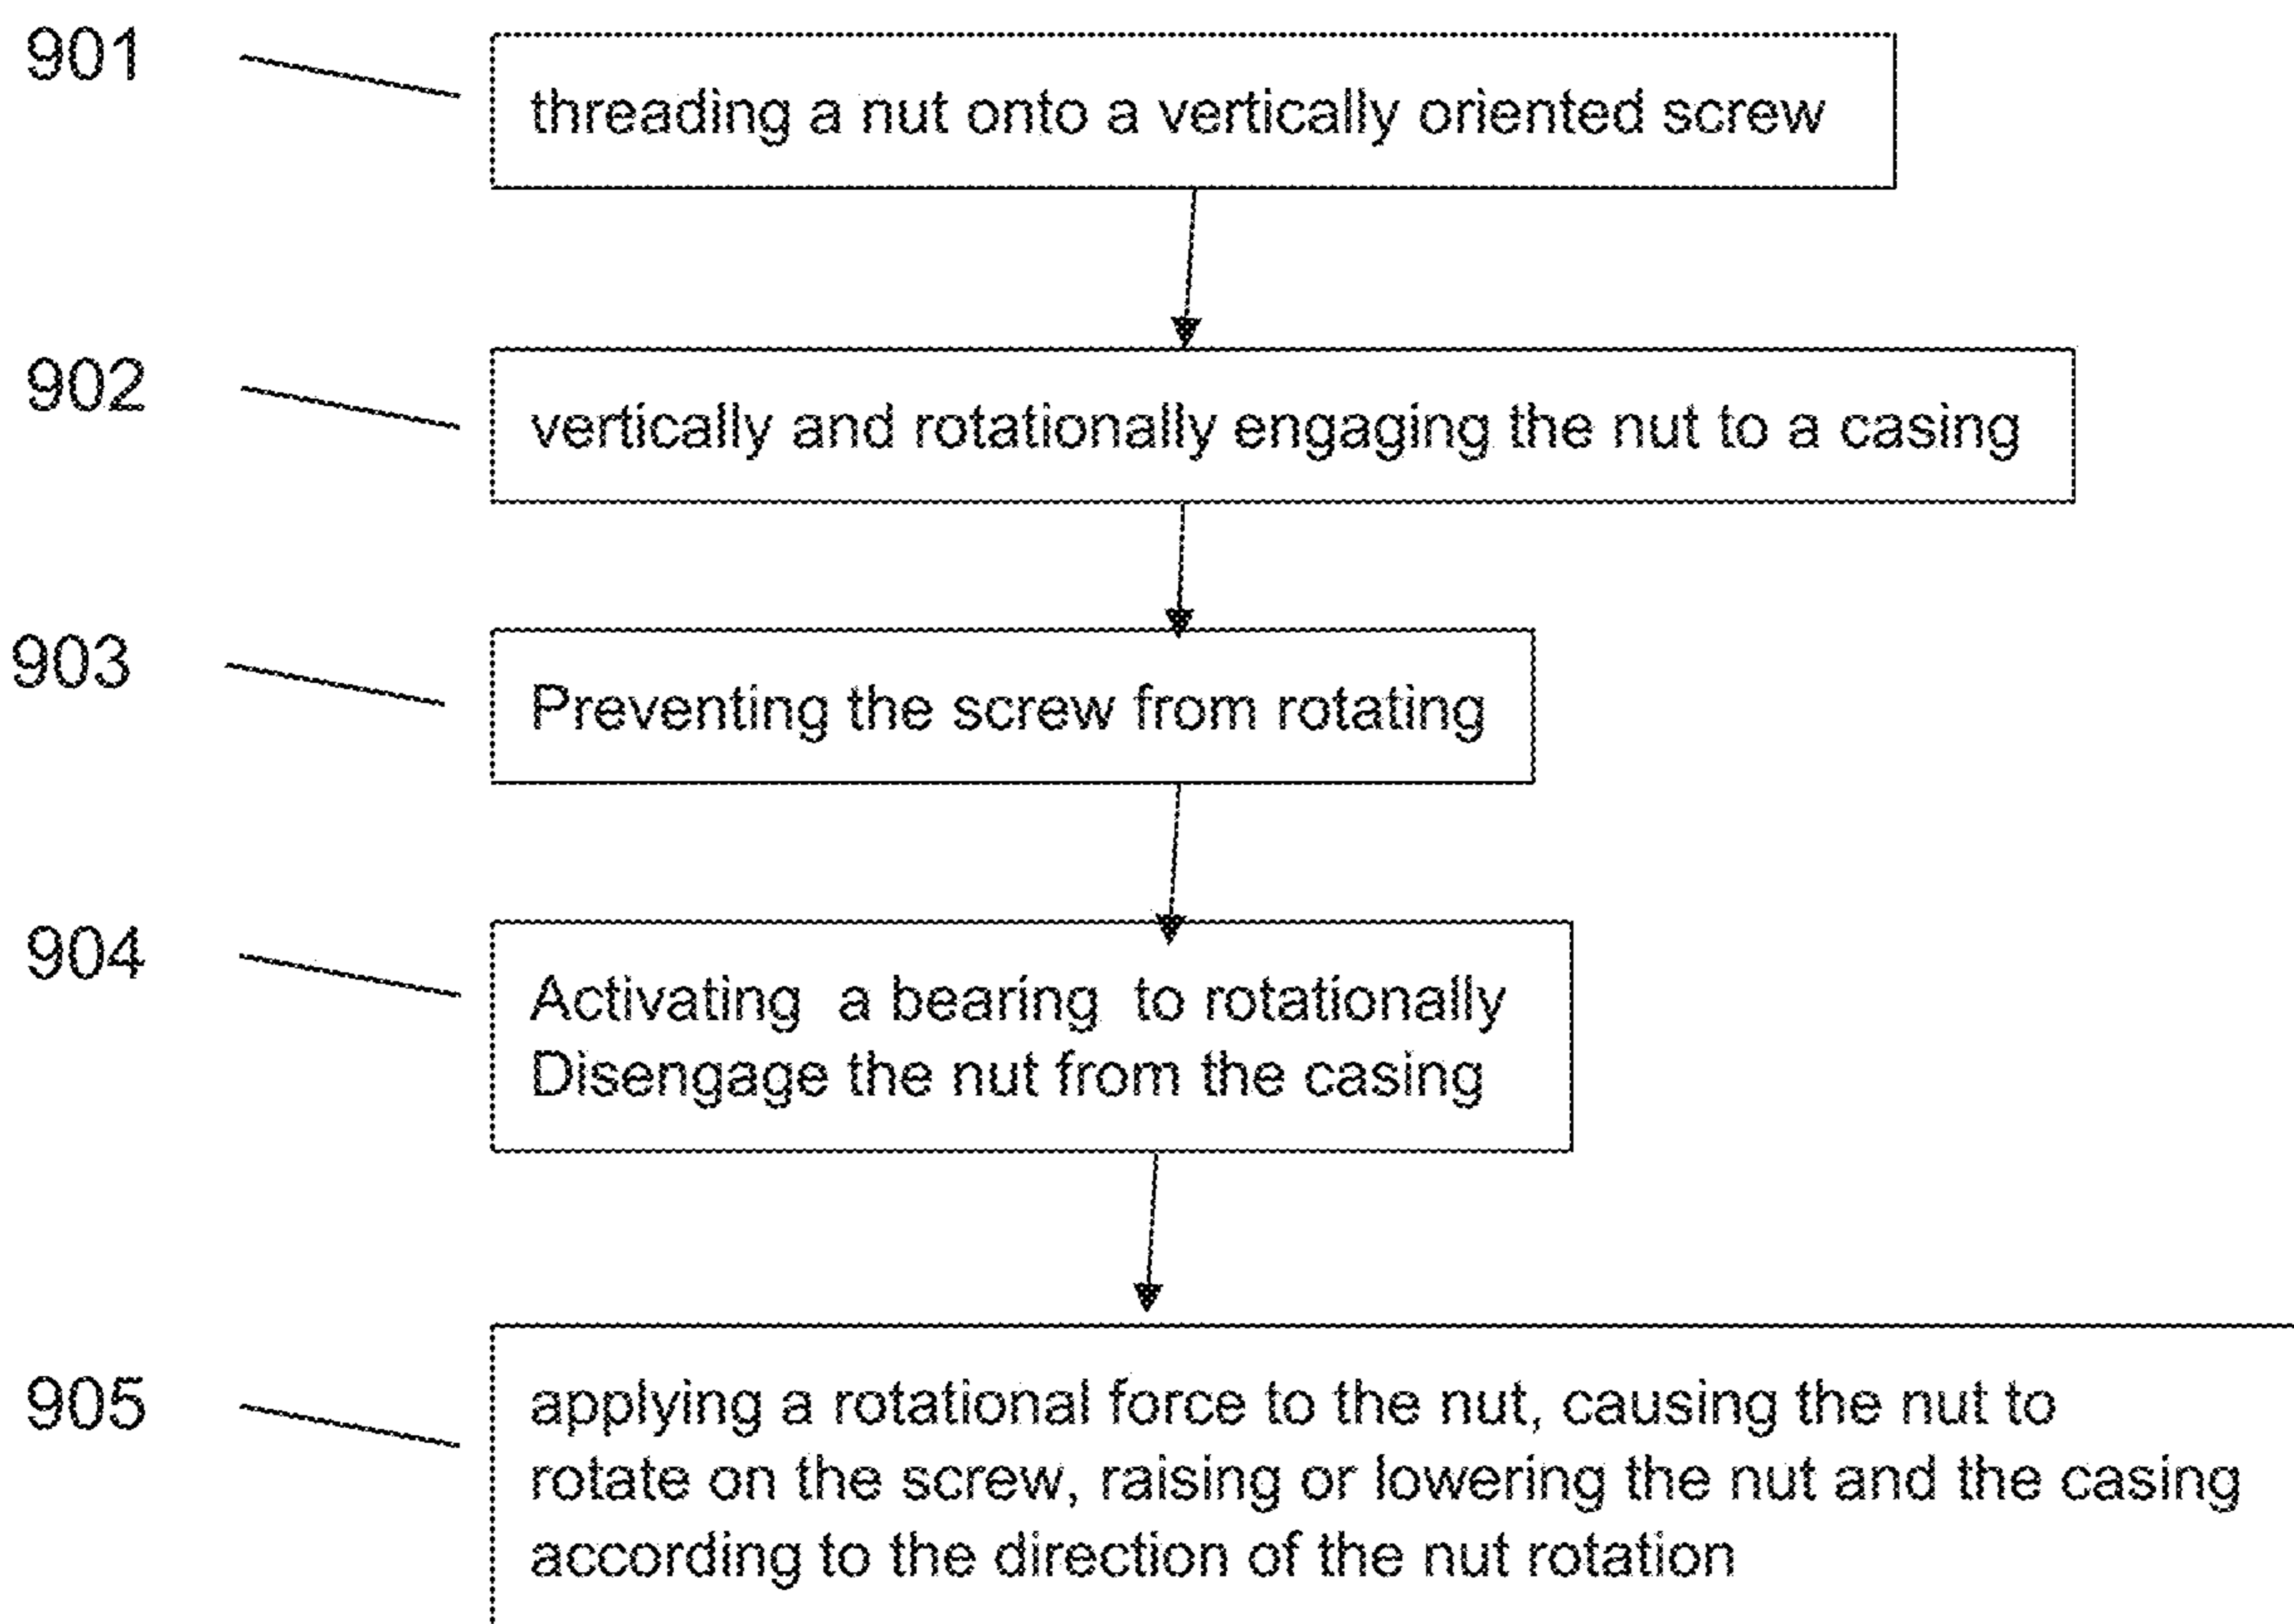 901
threading a nut onto a vertically oriented screw
902
vertically and rotationally engaging the nut to a casing
903
Preventing the screw from rotating
904
Activating a bearing to rotationally
Disengage the nut from the casing
905
applying a rotational force to the nut, causing the nut to
rotate on the screw, raising or lowering the nut and the casing
according to the direction of the nut rotation